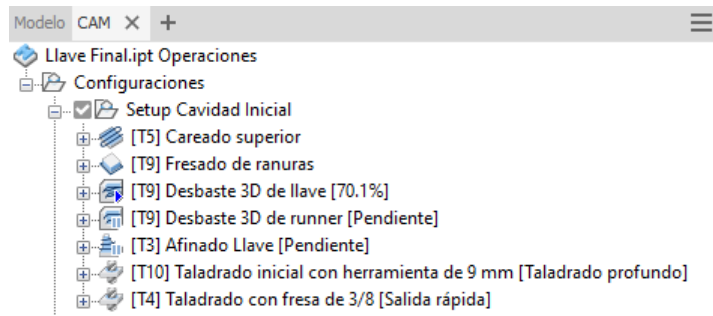 Modelo CAM
Llave Final.ipt Operaciones
Configuraciones
Setup Cavidad Inicial
[T5] Careado superior
[T9] Fresado de ranuras
[T9] Desbaste 3D de llave [70.1%]
[T9] Desbaste 3D de runner [Pendiente]
[T3] Afinado Llave [Pendiente]
[T10] Taladrado inicial con herramienta de 9 mm [Taladrado profundo]
[T4] Taladrado con fresa de 3/8 [Salida rápida]